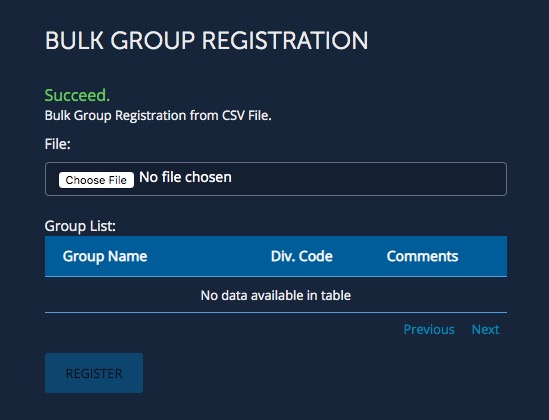 BULK GROUP REGISTRATION
Succeed.
Bulk Group Registration from CSV File.
File:
Choose File No file chosen
Group List:
Group Name Div. Code Comments
No data available in table
Previous Next
REGISTER